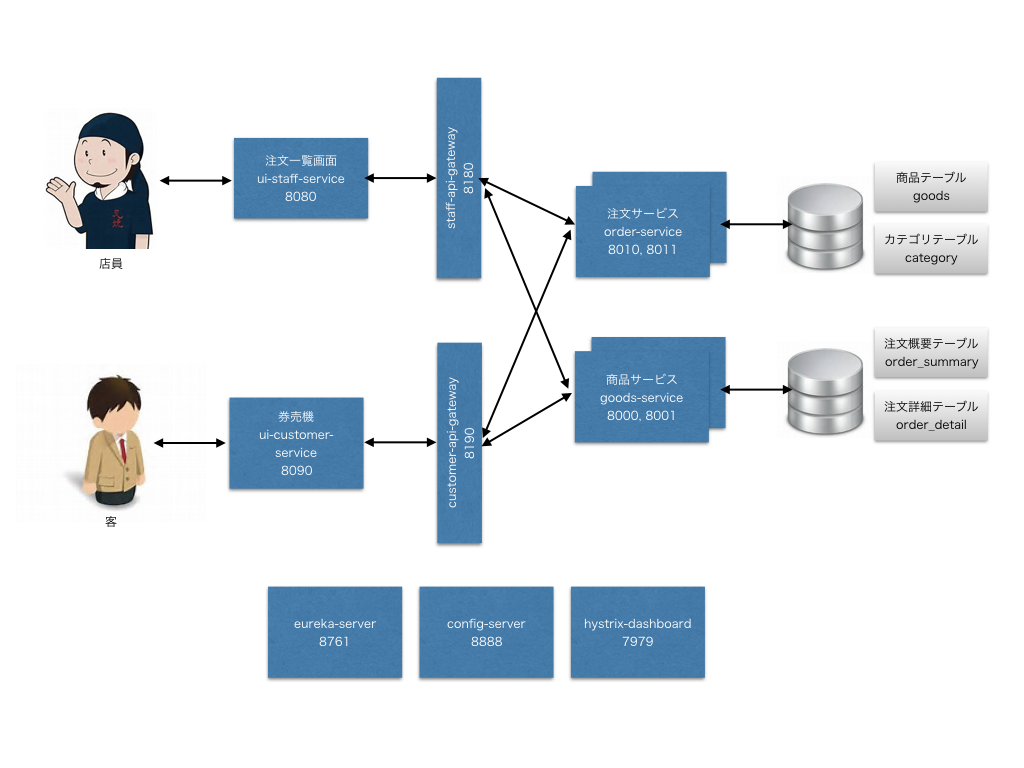 店員
注文一覧画面
ui-staff-service
8080
staff-api-gateway
8180
注文サービス
order-service
8010, 8011
商品テーブル
goods
カテゴリテーブル
category
客
券売機
ui-customer-
service
8090
customer-api-gateway
8190
商品サービス
goods-service
8000, 8001
注文概要テーブル
order_summary
注文詳細テーブル
order_detail
eureka-server
8761
config-server
8888
hystrix-dashboard
7979